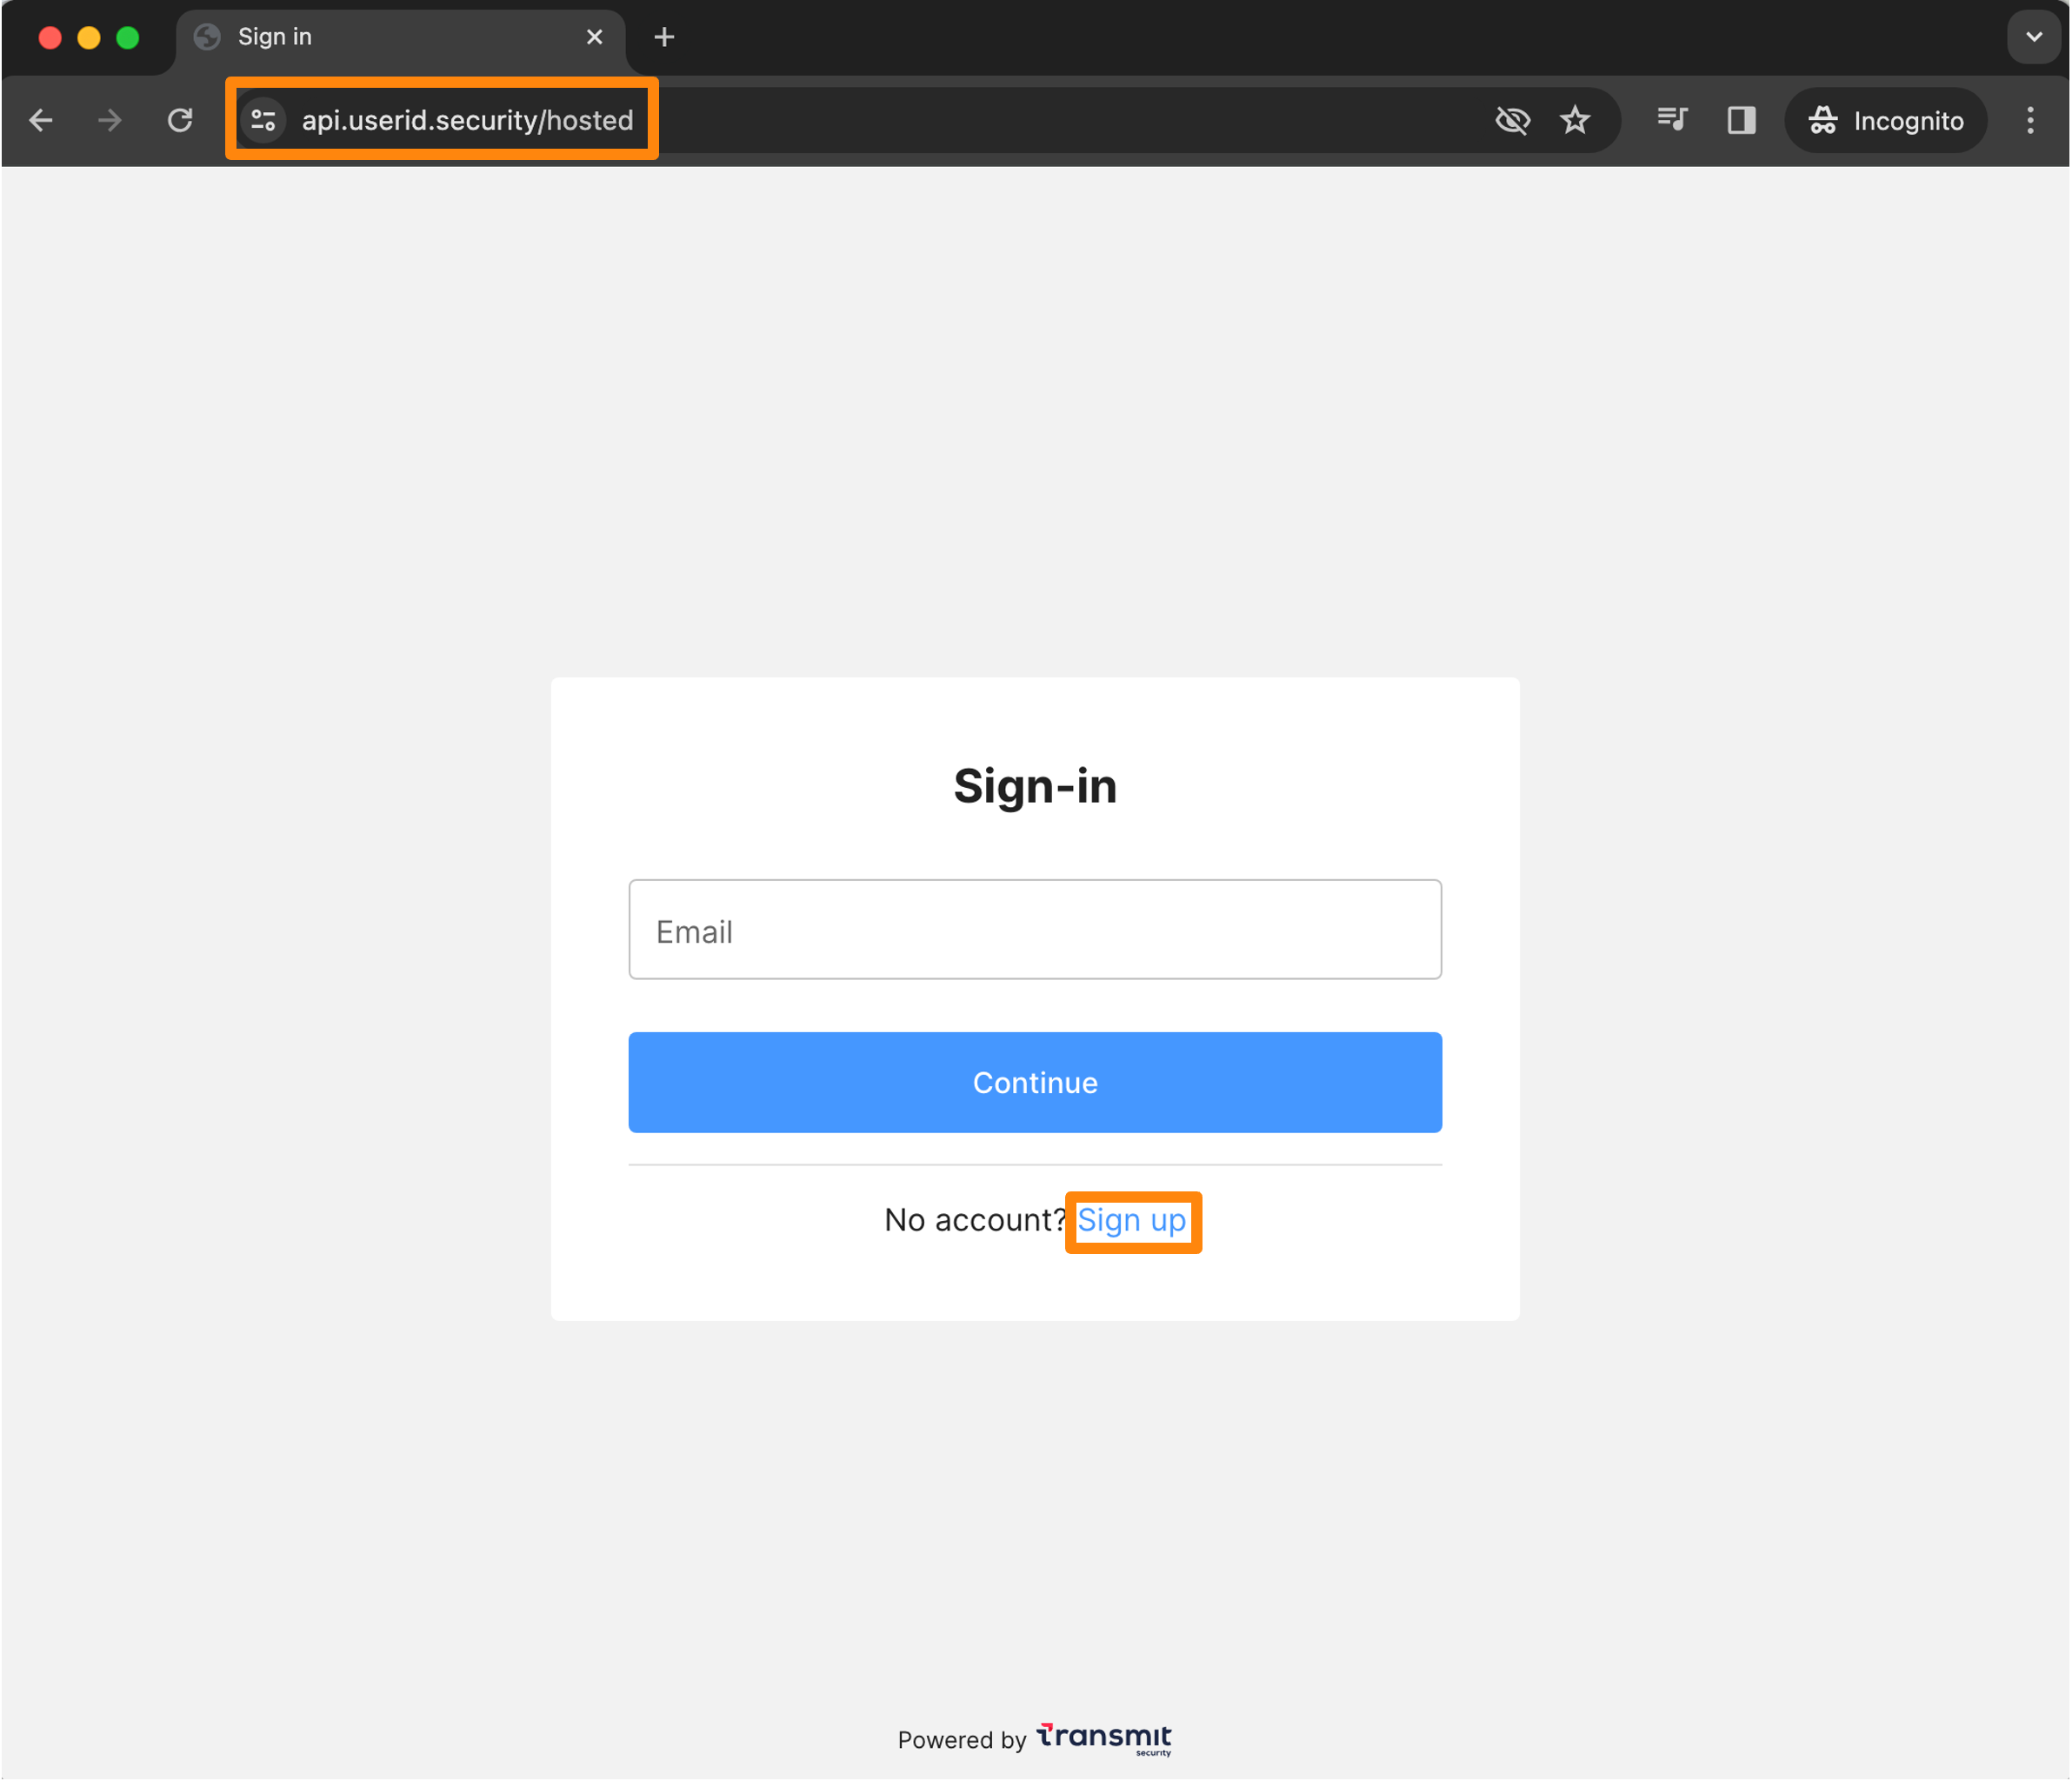 Sign in
api.userid.security/hosted
Incognito
Sign-in
Email
Continue
No account? Sign up
Powered by Transmit
security